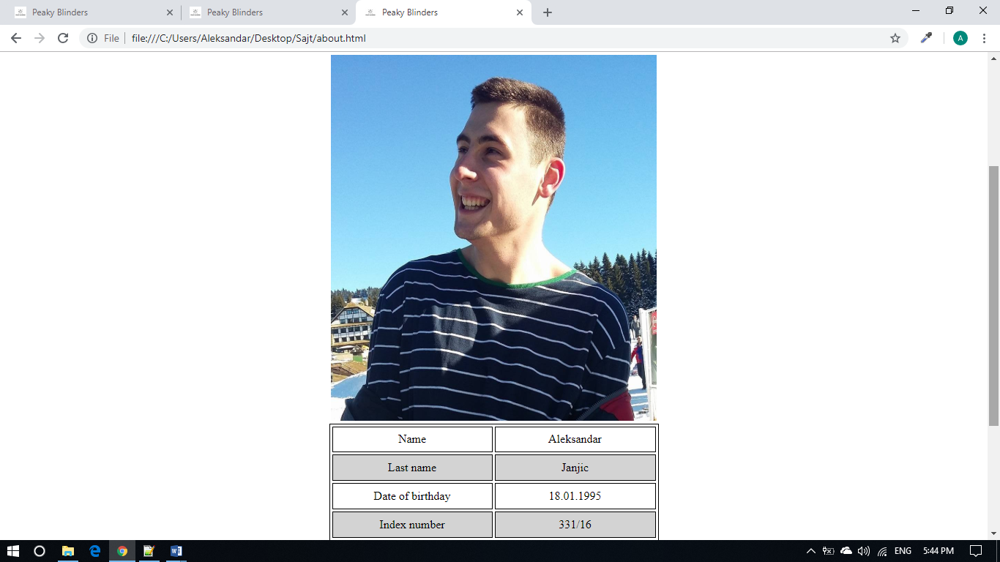 Peaky Blinders
Peaky Blinders
Peaky Blinders
File file:///C:/Users/Aleksandar/Desktop/Sajt/about.html
A
Name Aleksandar
Last name Janjic
Date of birthday 18.01.1995
Index number 331/16
ENG 5:44 PM